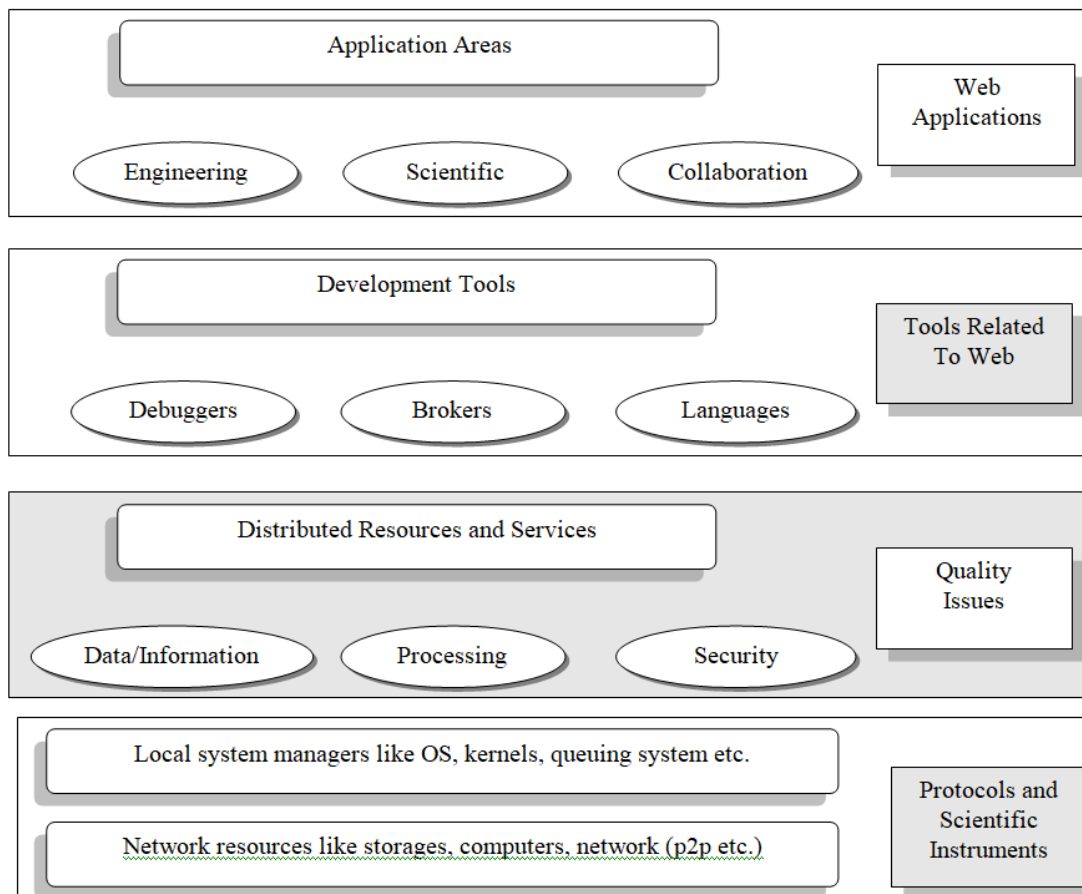 Application Areas
Web
Applications
Engineering
Scientific
Collaboration
Development Tools
Tools Related
To Web
Debuggers
Brokers
Languages
Distributed Resources and Services
Quality
Issues
Data/Information
Processing
Security
Local system managers like OS, kernels, queuing system etc.
Protocols and
Scientific
Instruments
Network resources like storages, computers, network (p2p etc.)